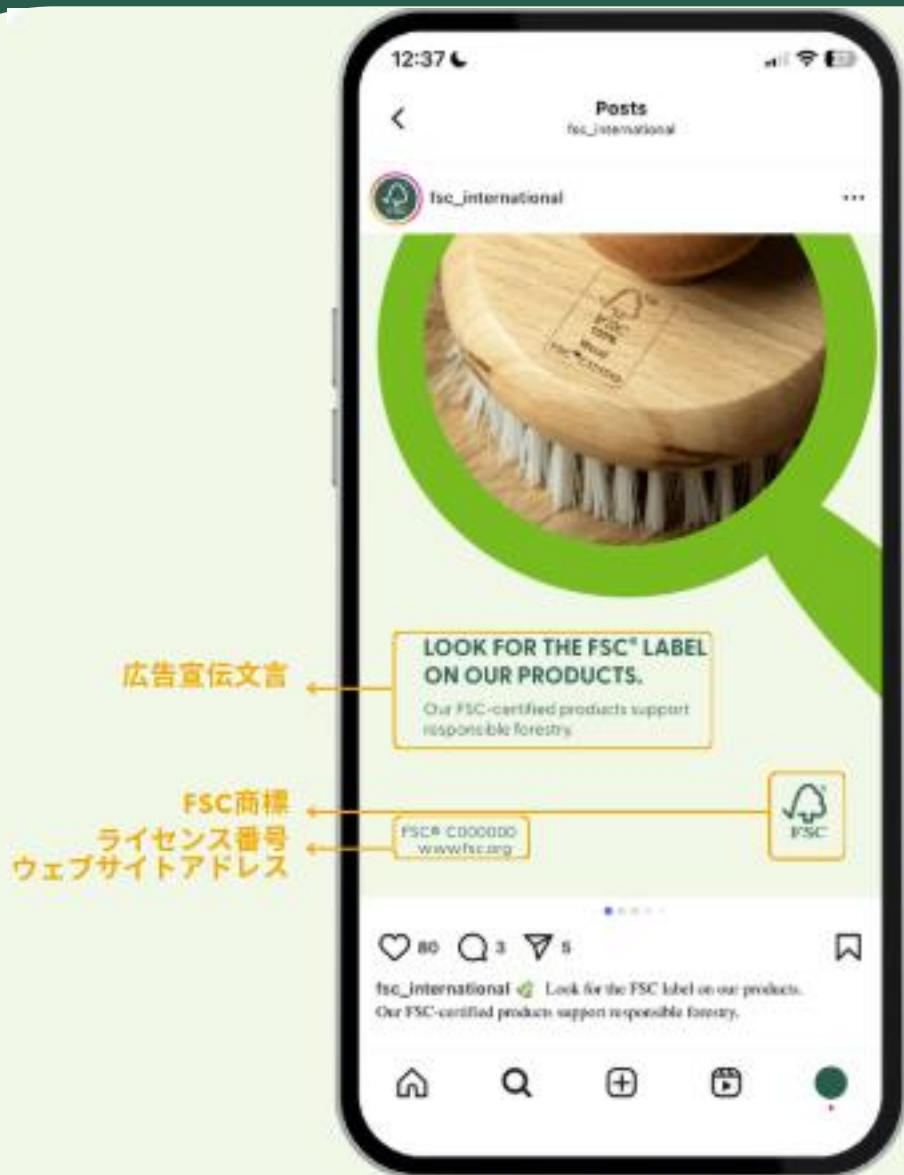 12:37
Posts
fsc_international
fsc_international
FSC
100%
Wood
LOOK FOR THE FSC® LABEL
ON OUR PRODUCTS.
Our FSC-certified products support
responsible forestry.
広告宣伝文言
FSC商標
FSC
ライセンス番号
ウェブサイトアドレス
FSC® C000000
www.fsc.org
80
3
5
fsc_international Look for the FSC label on our products.
Our FSC-certified products support responsible forestry.